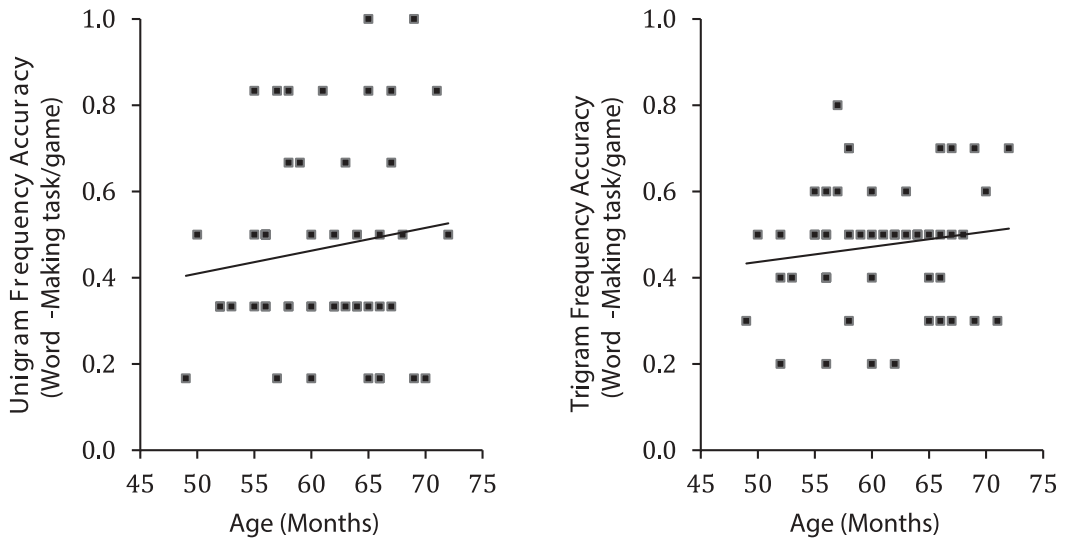 Unigram Frequency Accuracy
(Word -Making task/game)
1.0
0.8
0.6
0.4
0.2
0.0
45 50 55 60 65 70 75
Age (Months)
Trigram Frequency Accuracy
(Word -Making task/game)
1.0
0.8
0.6
0.4
0.2
0.0
45 50 55 60 65 70 75
Age (Months)